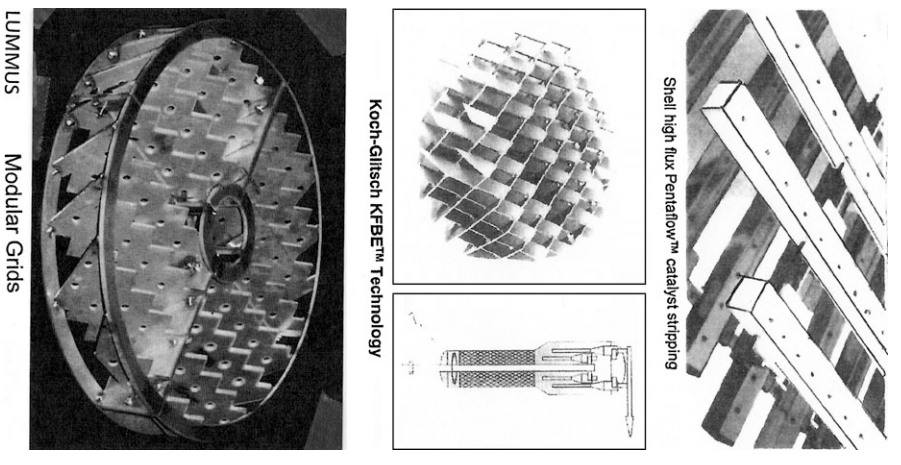 Shell high flux Pentaflow™ catalyst stripping
Koch-Glitsch KFBE™ Technology
LUMMUS Modular Grids